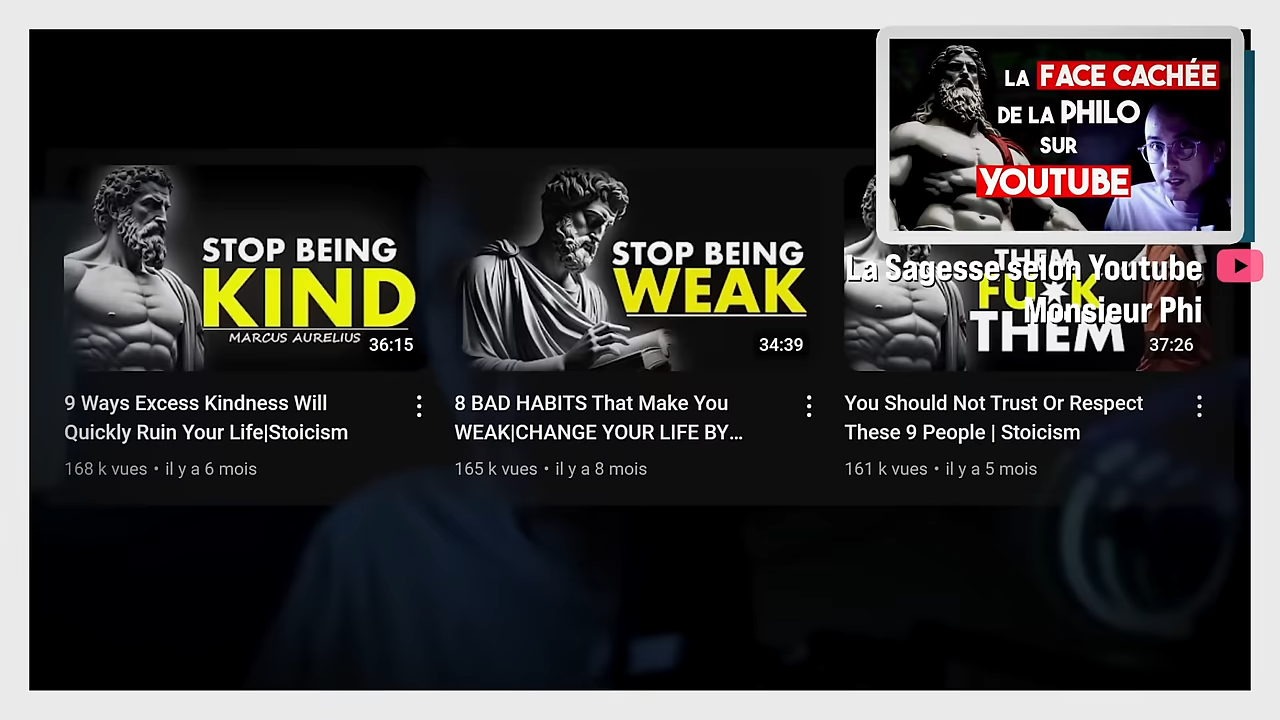 LA FACE CACHÉE
DE LA PHILO
SUR
YOUTUBE
La Sagesse selon Youtube
Monsieur Phi
STOP BEING
KIND
MARCUS AURELIUS
36:15
9 Ways Excess Kindness Will
Quickly Ruin Your Life|Stoicism
168 k vues • il y a 6 mois
STOP BEING
WEAK
34:39
8 BAD HABITS That Make You
WEAK|CHANGE YOUR LIFE BY…
165 k vues • il y a 8 mois
THEM
FU✶K
THEM
37:26
You Should Not Trust Or Respect
These 9 People | Stoicism
161 k vues • il y a 5 mois